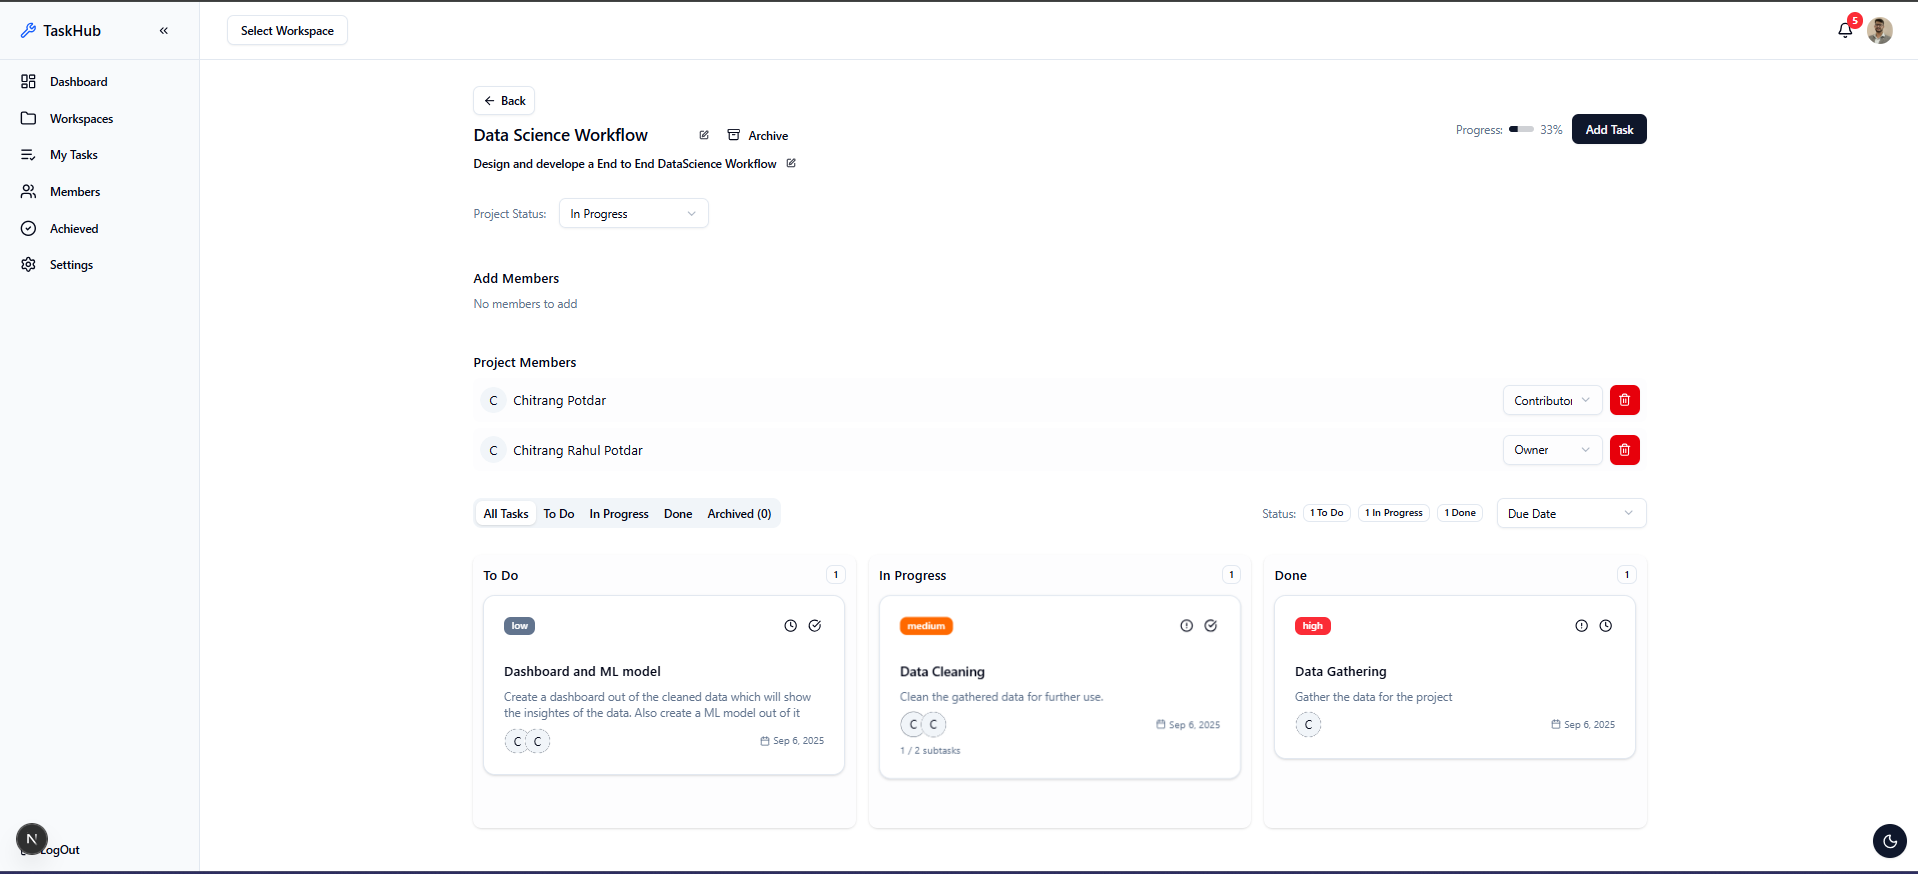 TaskHub
Select Workspace
5
Dashboard
Workspaces
My Tasks
Members
Achieved
Settings
Back
Data Science Workflow
Archive
Progress: 33%
Add Task
Design and develope a End to End DataScience Workflow
Project Status: In Progress
Add Members
No members to add
Project Members
C Chitrang Potdar Contributor
C Chitrang Rahul Potdar Owner
All Tasks To Do In Progress Done Archived (0)
Status: 1 To Do 1 In Progress 1 Done Due Date
To Do 1
low
Dashboard and ML model
Create a dashboard out of the cleaned data which will show
the insightes of the data. Also create a ML model out of it
C C Sep 6, 2025
In Progress 1
medium
Data Cleaning
Clean the gathered data for further use.
C C Sep 6, 2025
1 / 2 subtasks
Done 1
high
Data Gathering
Gather the data for the project
C Sep 6, 2025
N
LogOut